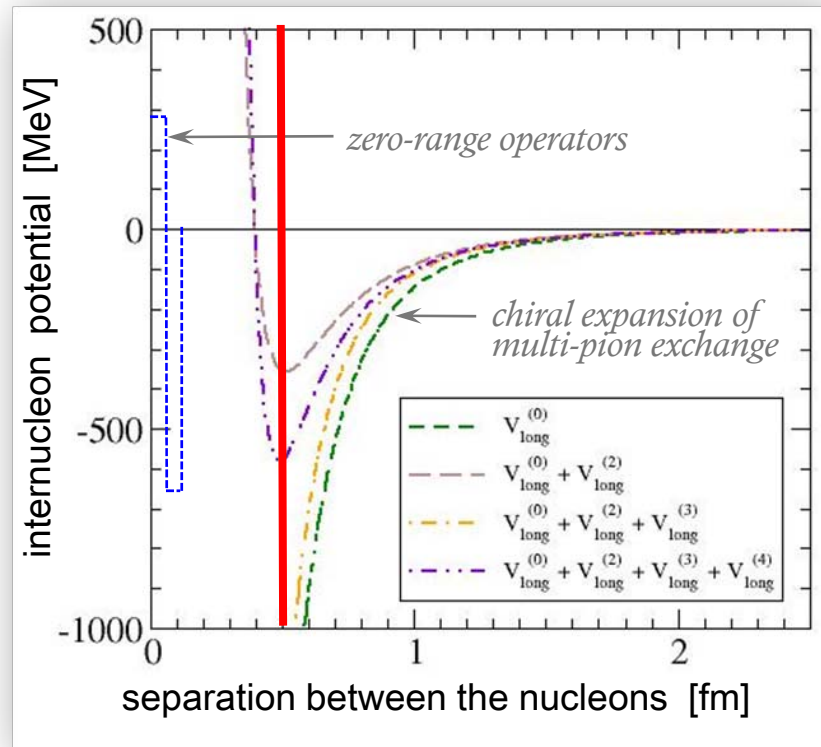 internucleon potential [MeV]
500
0
-500
-1000
zero-range operators
chiral expansion of
multi-pion exchange
V_long^(0)
V_long^(0) + V_long^(2)
V_long^(0) + V_long^(2) + V_long^(3)
V_long^(0) + V_long^(2) + V_long^(3) + V_long^(4)
0 1 2
separation between the nucleons [fm]